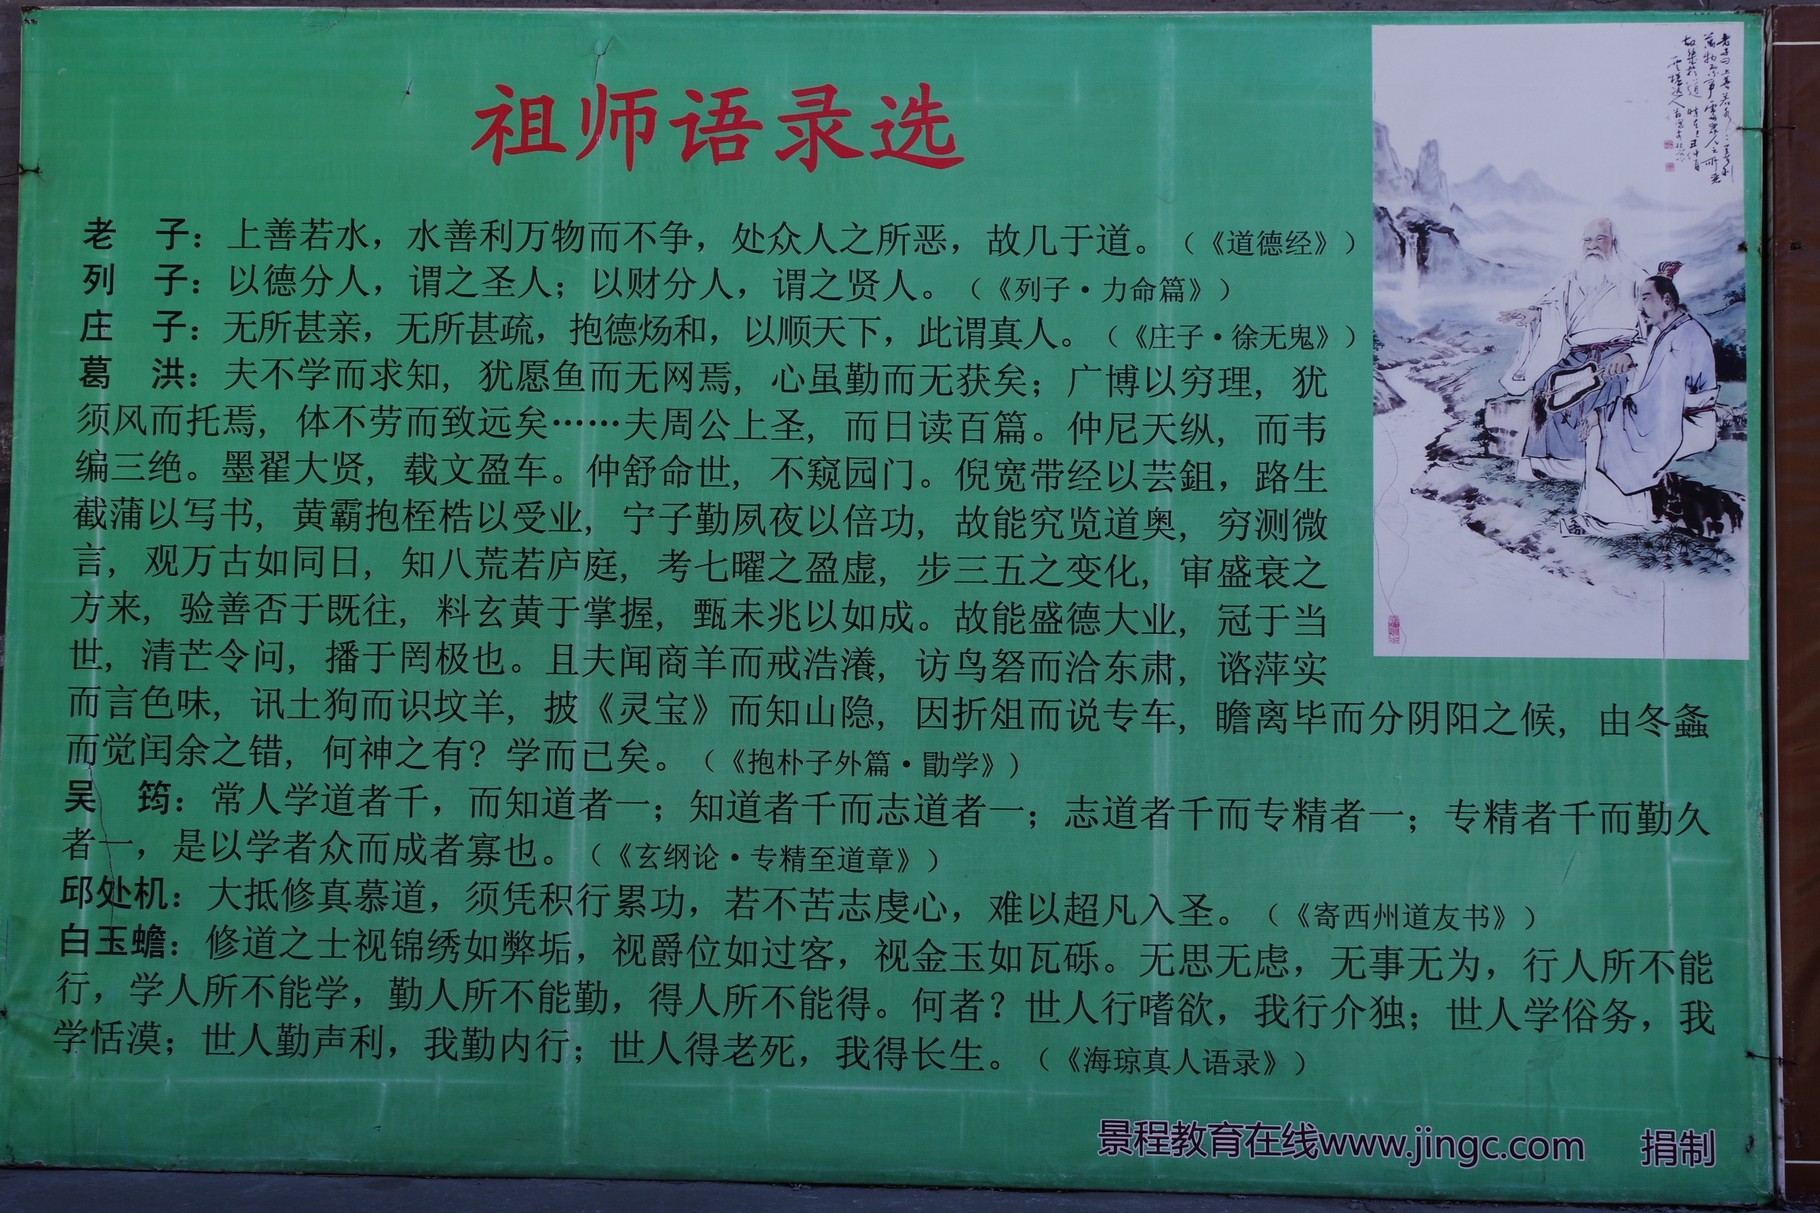 祖师语录选
老　子：上善若水，水善利万物而不争，处众人之所恶，故几于道。（《道德经》）
列　子：以德分人，谓之圣人；以财分人，谓之贤人。（《列子·力命篇》）
庄　子：无所甚亲，无所甚疏，抱德炀和，以顺天下，此谓真人。（《庄子·徐无鬼》）
葛　洪：夫不学而求知，犹愿鱼而无网焉，心虽勤而无获矣；广博以穷理，犹
须风而托焉，体不劳而致远矣……夫周公上圣，而日读百篇。仲尼天纵，而韦
编三绝。墨翟大贤，载文盈车。仲舒命世，不窥园门。倪宽带经以芸鉏，路生
截蒲以写书，黄霸抱桎梏以受业，宁子勤夙夜以倍功，故能究览道奥，穷测微
言，观万古如同日，知八荒若庐庭，考七曜之盈虚，步三五之变化，审盛衰之
方来，验善否于既往，料玄黄于掌握，甄未兆以如成。故能盛德大业，冠于当
世，清芒令问，播于罔极也。且夫闻商羊而戒浩瀁，访鸟砮而洽东肃，谘萍实
而言色味，讯土狗而识坟羊，披《灵宝》而知山隐，因折俎而说专车，瞻离毕而分阴阳之候，由冬螽
而觉闰余之错，何神之有？学而已矣。（《抱朴子外篇·勖学》）
吴　筠：常人学道者千，而知道者一；知道者千而志道者一；志道者千而专精者一；专精者千而勤久
者一，是以学者众而成者寡也。（《玄纲论·专精至道章》）
邱处机：大抵修真慕道，须凭积行累功，若不苦志虔心，难以超凡入圣。（《寄西州道友书》）
白玉蟾：修道之士视锦绣如弊垢，视爵位如过客，视金玉如瓦砾。无思无虑，无事无为，行人所不能
行，学人所不能学，勤人所不能勤，得人所不能得。何者？世人行嗜欲，我行介独；世人学俗务，我
学恬漠；世人勤声利，我勤内行；世人得老死，我得长生。（《海琼真人语录》）
景程教育在线www.jingc.com　捐制